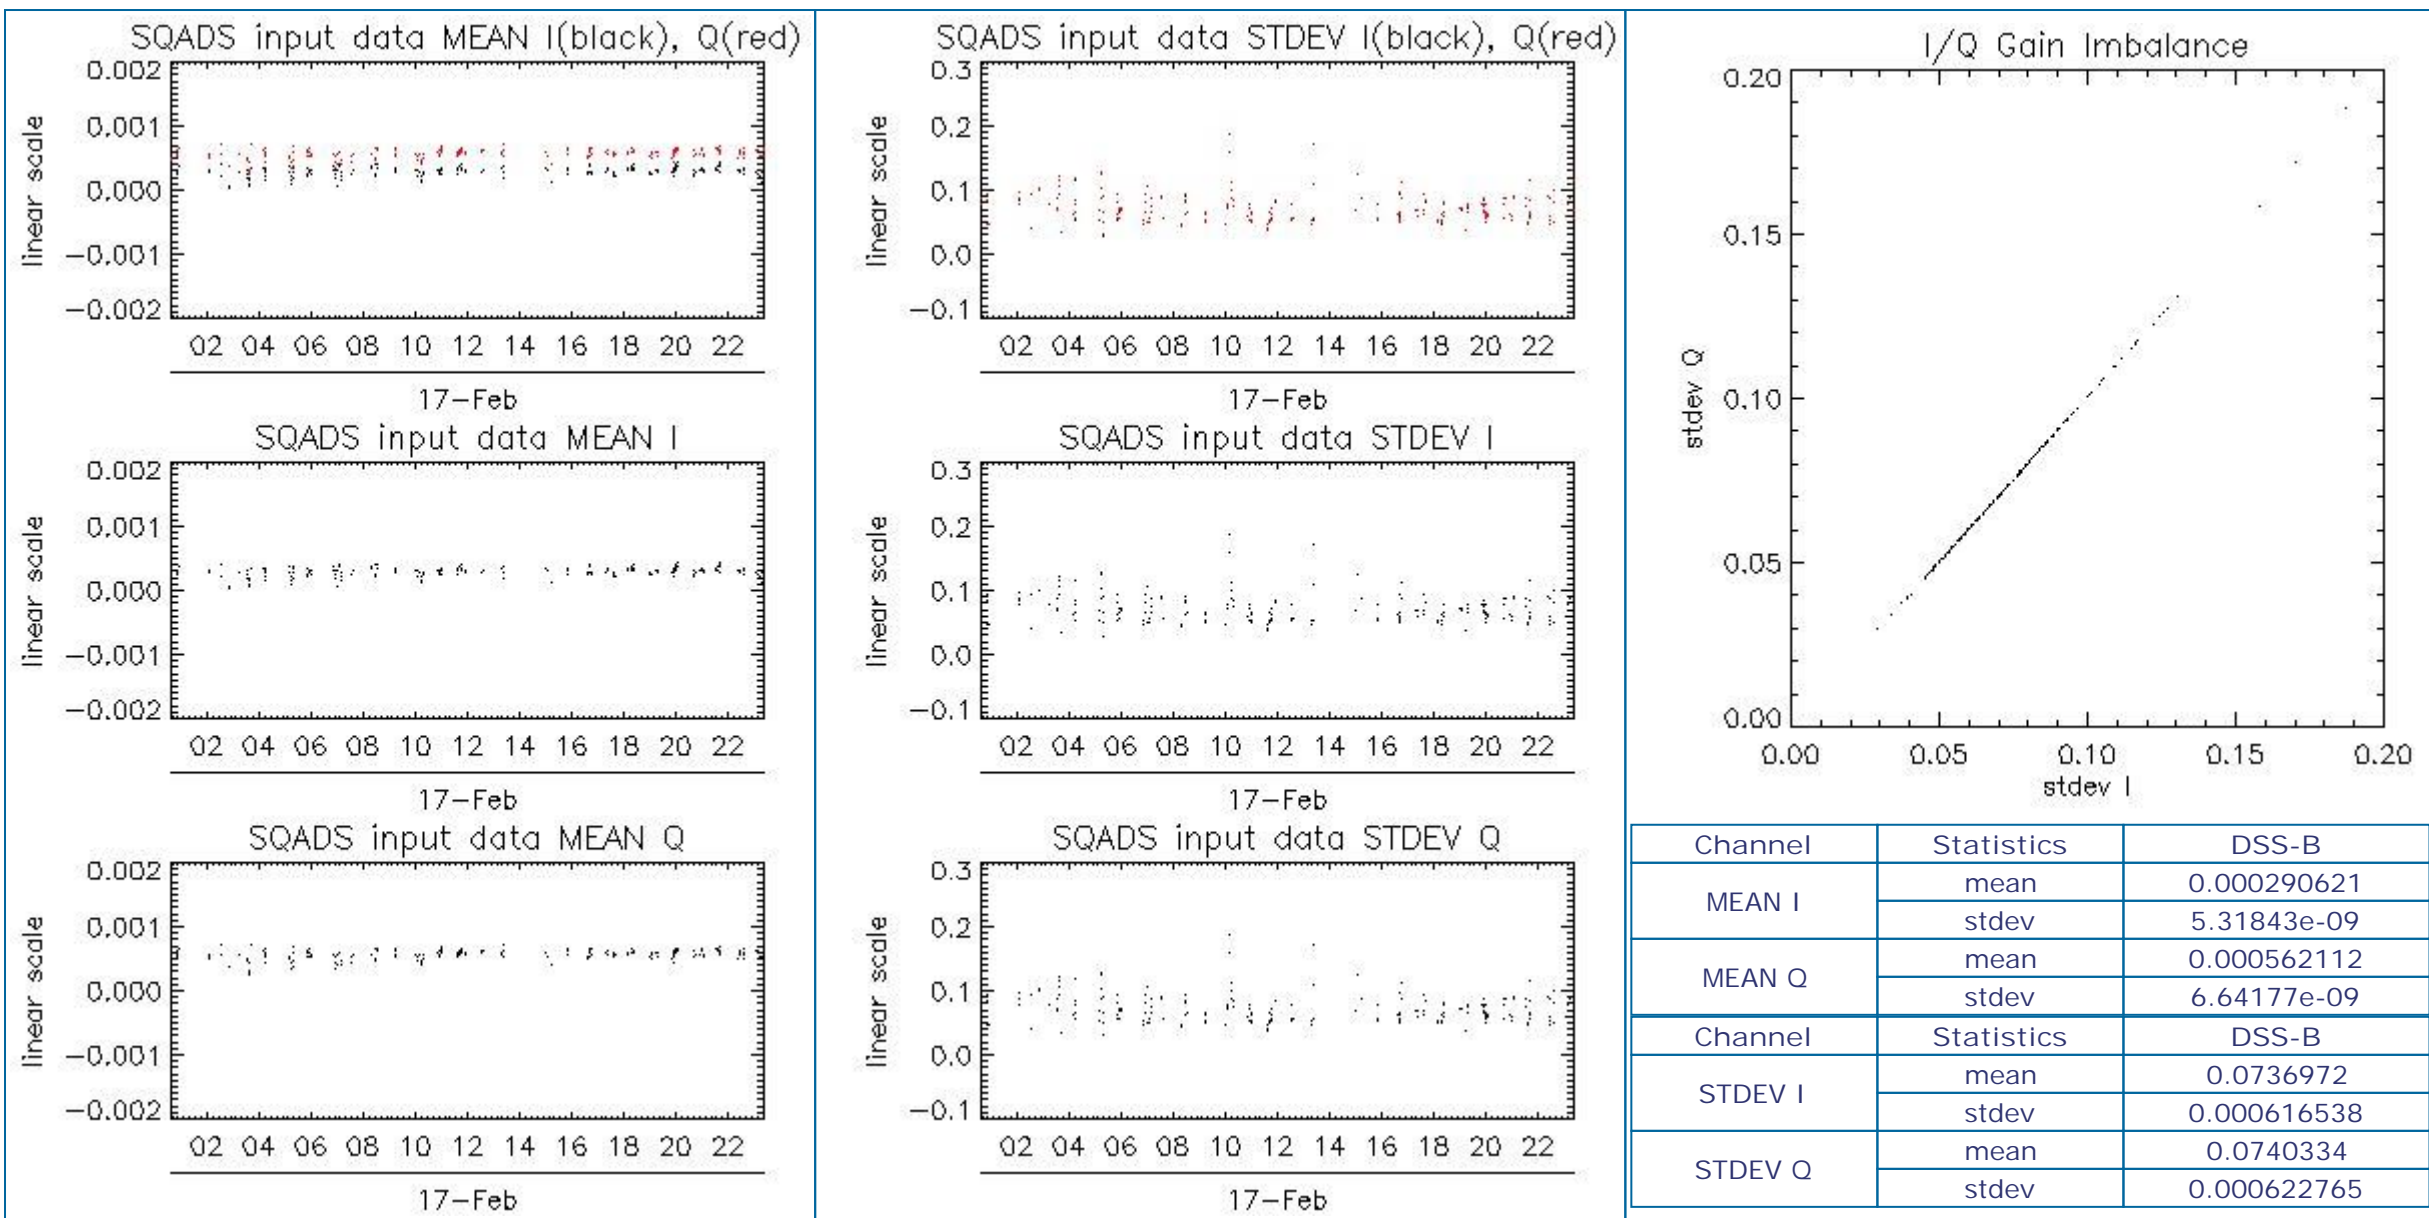 SQADS input data MEAN I(black), Q(red)
linear scale
0.002
0.001
0.000
−0.001
−0.002
02 04 06 08 10 12 14 16 18 20 22
17−Feb
SQADS input data MEAN I
linear scale
0.002
0.001
0.000
−0.001
−0.002
02 04 06 08 10 12 14 16 18 20 22
17−Feb
SQADS input data MEAN Q
linear scale
0.002
0.001
0.000
−0.001
−0.002
02 04 06 08 10 12 14 16 18 20 22
17−Feb
SQADS input data STDEV I(black), Q(red)
linear scale
0.3
0.2
0.1
0.0
−0.1
02 04 06 08 10 12 14 16 18 20 22
17−Feb
SQADS input data STDEV I
linear scale
0.3
0.2
0.1
0.0
−0.1
02 04 06 08 10 12 14 16 18 20 22
17−Feb
SQADS input data STDEV Q
linear scale
0.3
0.2
0.1
0.0
−0.1
02 04 06 08 10 12 14 16 18 20 22
17−Feb
I/Q Gain Imbalance
stdev Q
0.20
0.15
0.10
0.05
0.00
0.00 0.05 0.10 0.15 0.20
stdev I
Channel Statistics DSS-B
MEAN I mean 0.000290621
stdev 5.31843e-09
MEAN Q mean 0.000562112
stdev 6.64177e-09
Channel Statistics DSS-B
STDEV I mean 0.0736972
stdev 0.000616538
STDEV Q mean 0.0740334
stdev 0.000622765